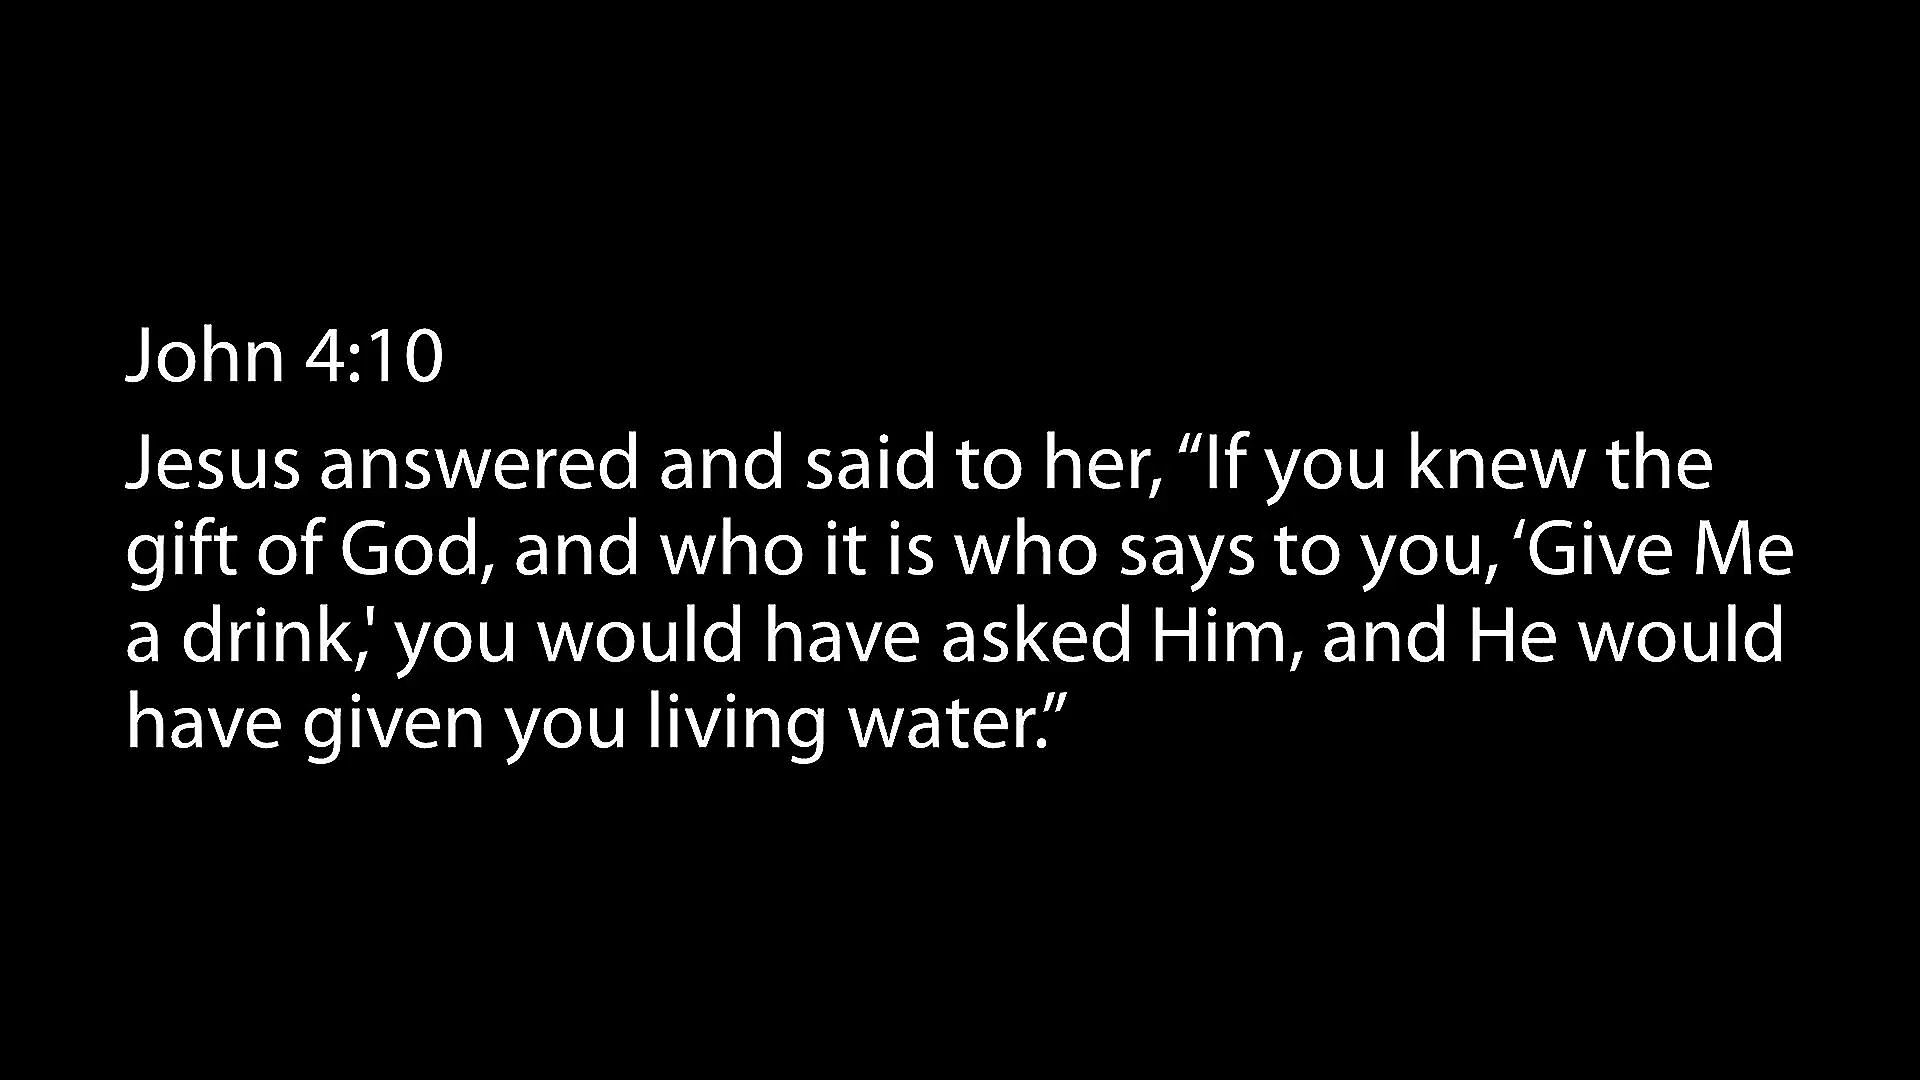 John 4:10
Jesus answered and said to her, “If you knew the
gift of God, and who it is who says to you, ‘Give Me
a drink,' you would have asked Him, and He would
have given you living water.”